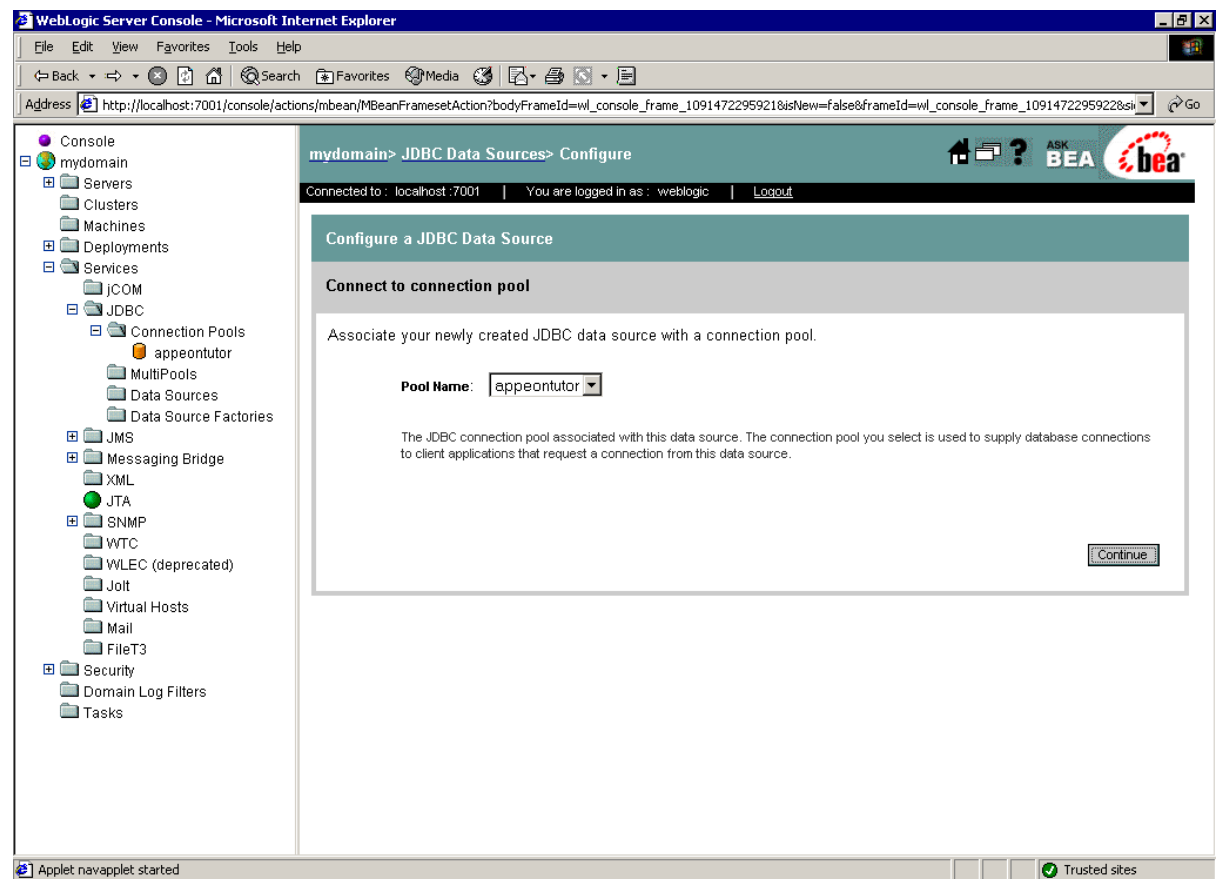 WebLogic Server Console - Microsoft Internet Explorer
File Edit View Favorites Tools Help
Back Search Favorites Media
Address http://localhost:7001/console/actions/mbean/MBeanFramesetAction?bodyFrameId=wl_console_frame_1091472295921&isNew=false&frameId=wl_console_frame_1091472295922&si Go
Console
mydomain
Servers
Clusters
Machines
Deployments
Services
jCOM
JDBC
Connection Pools
appeontutor
MultiPools
Data Sources
Data Source Factories
JMS
Messaging Bridge
XML
JTA
SNMP
WTC
WLEC (deprecated)
Jolt
Virtual Hosts
Mail
FileT3
Security
Domain Log Filters
Tasks
mydomain> JDBC Data Sources> Configure
? ASK BEA bea
Connected to : localhost :7001 | You are logged in as : weblogic | Logout
Configure a JDBC Data Source
Connect to connection pool
Associate your newly created JDBC data source with a connection pool.
Pool Name: appeontutor
The JDBC connection pool associated with this data source. The connection pool you select is used to supply database connections
to client applications that request a connection from this data source.
Continue
Applet navapplet started
Trusted sites